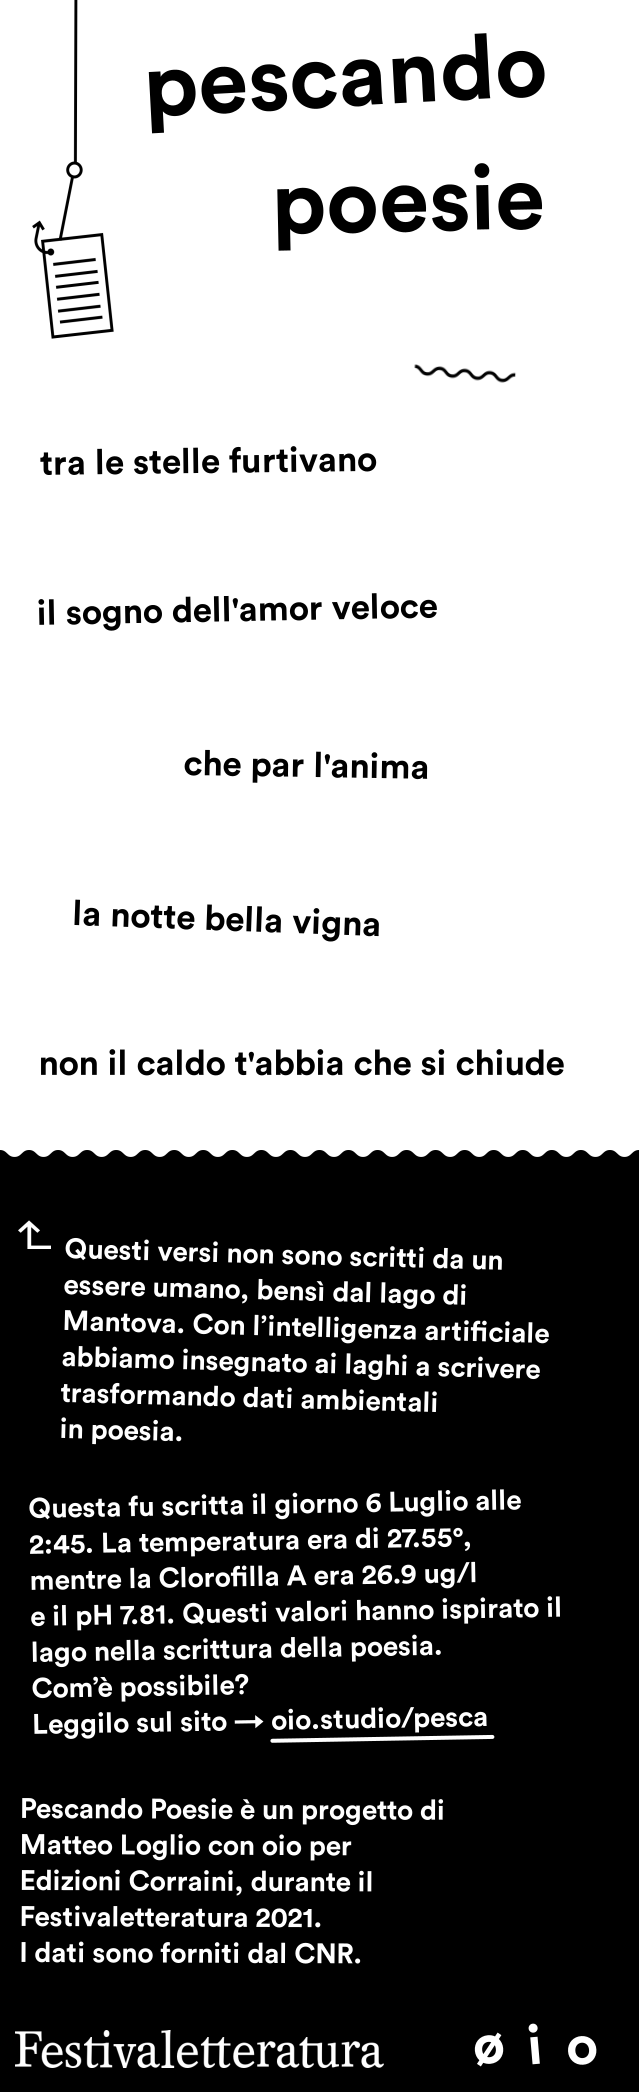 pescando
poesie
tra le stelle furtivano
il sogno dell'amor veloce
che par l'anima
la notte bella vigna
non il caldo t'abbia che si chiude
Questi versi non sono scritti da un
essere umano, bensì dal lago di
Mantova. Con l’intelligenza artificiale
abbiamo insegnato ai laghi a scrivere
trasformando dati ambientali
in poesia.
Questa fu scritta il giorno 6 Luglio alle
2:45. La temperatura era di 27.55°,
mentre la Clorofilla A era 26.9 ug/l
e il pH 7.81. Questi valori hanno ispirato il
lago nella scrittura della poesia.
Com’è possibile?
Leggilo sul sito → oio.studio/pesca
Pescando Poesie è un progetto di
Matteo Loglio con oio per
Edizioni Corraini, durante il
Festivaletteratura 2021.
I dati sono forniti dal CNR.
Festivaletteratura øio